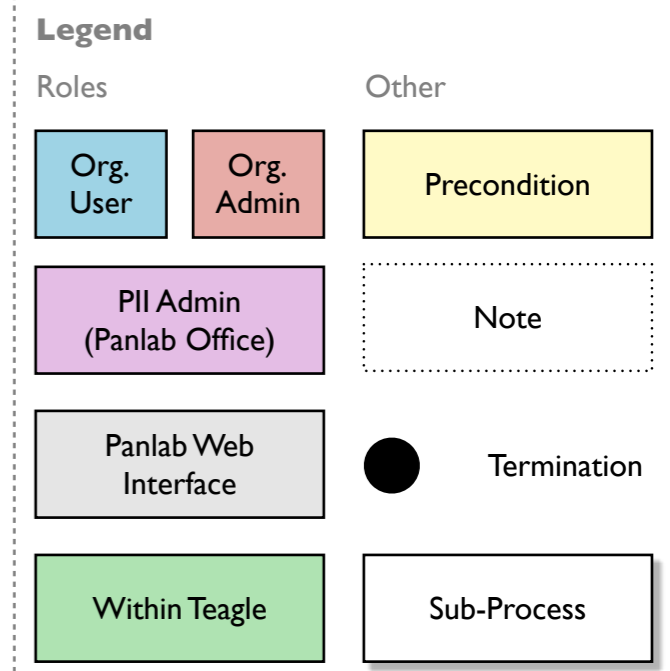 Legend
Roles
Other
Org.
User
Org.
Admin
Precondition
PII Admin
(Panlab Office)
Note
Panlab Web
Interface
Termination
Within Teagle
Sub-Process